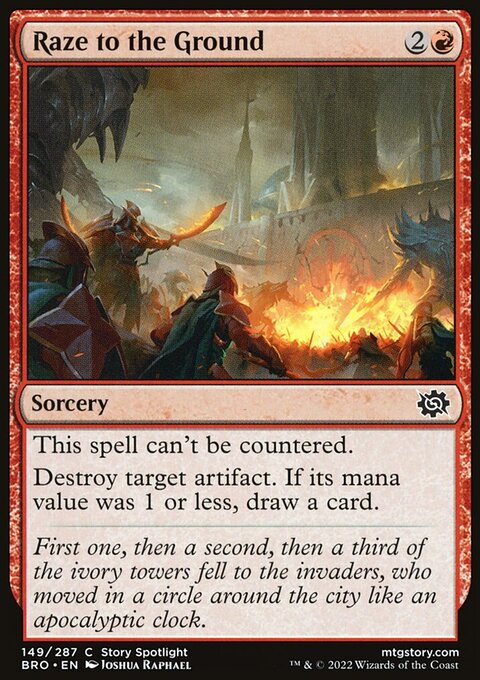 Raze to the Ground 2
Sorcery
This spell can't be countered.
Destroy target artifact. If its mana
value was 1 or less, draw a card.
First one, then a second, then a third of
the ivory towers fell to the invaders, who
moved in a circle around the city like an
apocalyptic clock.
149/287 C Story Spotlight mtgstory.com
BRO • EN Joshua Raphael ™ & © 2022 Wizards of the Coast